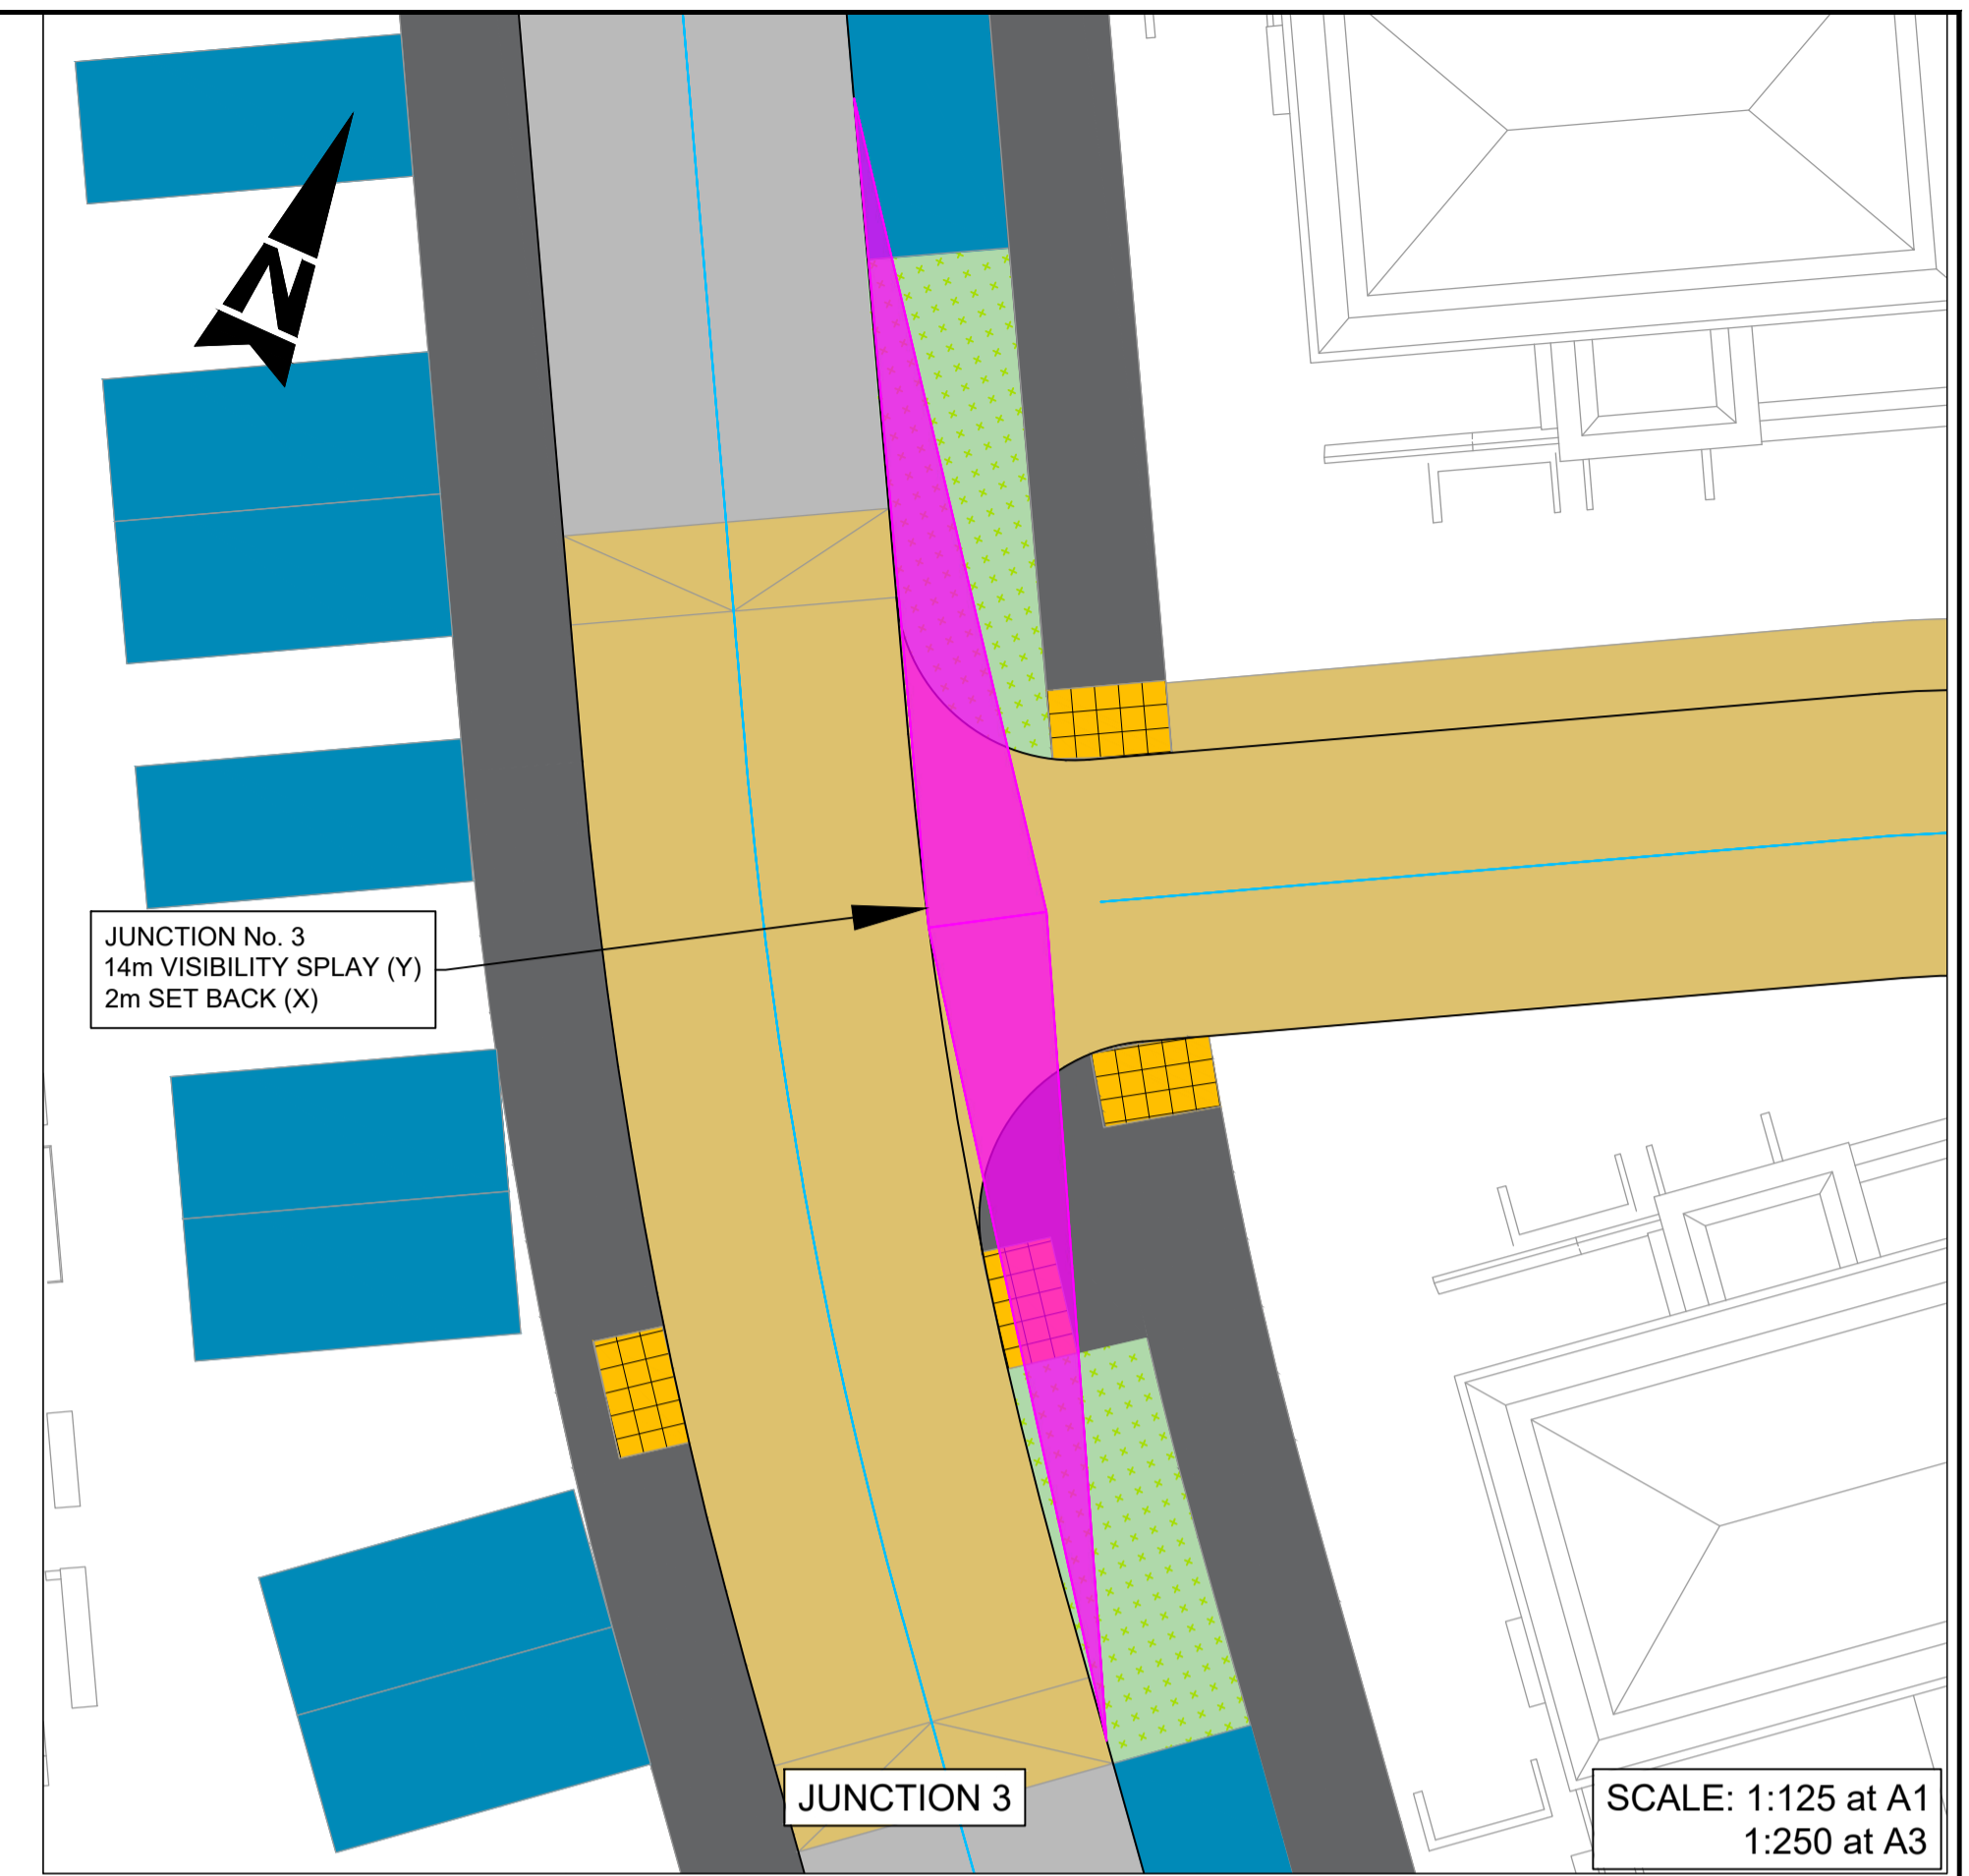 N
JUNCTION No. 3
14m VISIBILITY SPLAY (Y)
2m SET BACK (X)
JUNCTION 3
SCALE: 1:125 at A1
1:250 at A3